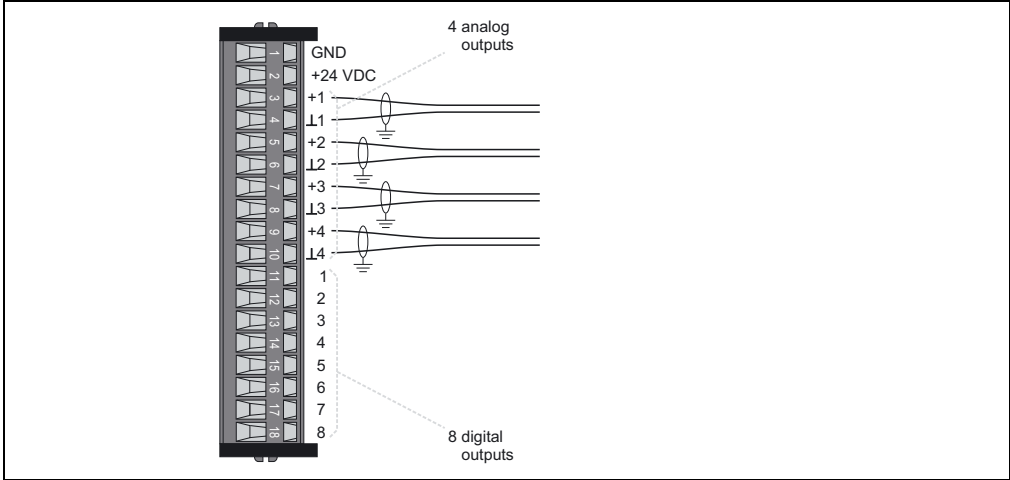 4 analog
outputs
1 GND
2 +24 VDC
3 +1
4 ⊥1
5 +2
6 ⊥2
7 +3
8 ⊥3
9 +4
10 ⊥4
11 1
12 2
13 3
14 4
15 5
16 6
17 7
18 8
8 digital
outputs